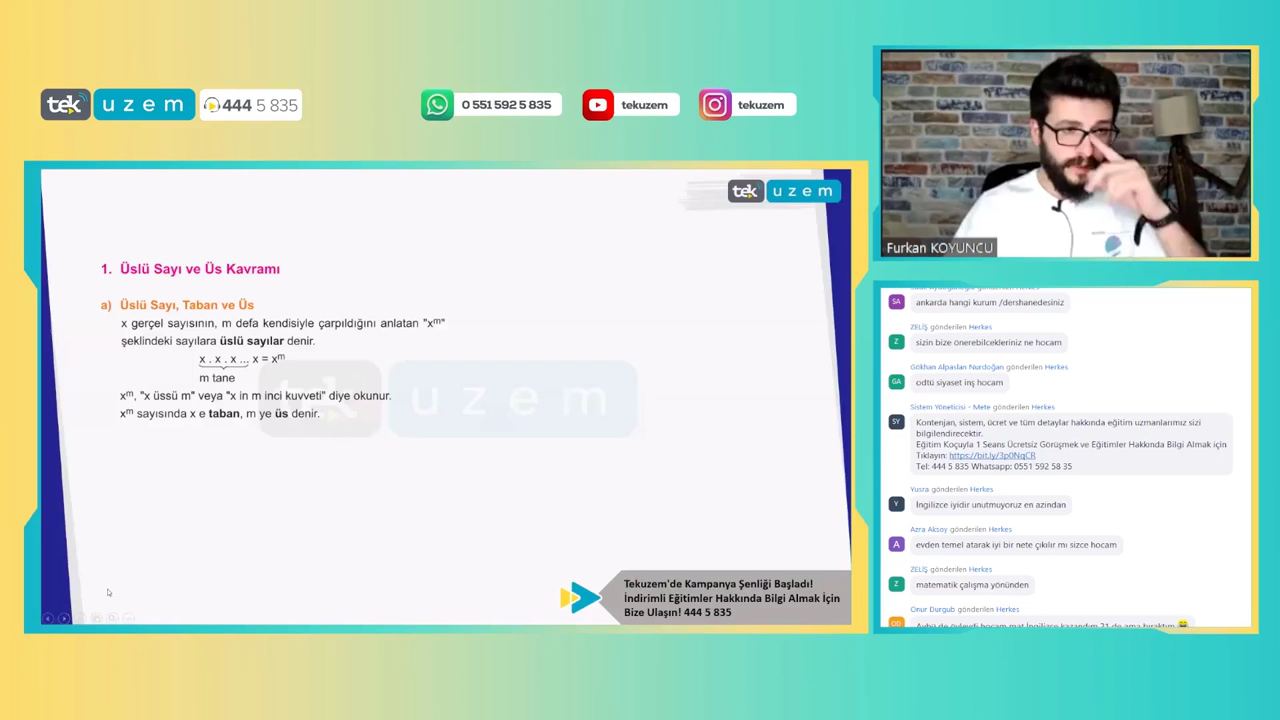 tek uzem 444 5 835
0 551 592 5 835
tekuzem
tekuzem
tek uzem
1. Üslü Sayı ve Üs Kavramı
a) Üslü Sayı, Taban ve Üs
x gerçel sayısının, m defa kendisiyle çarpıldığını anlatan "xᵐ"
şeklindeki sayılara üslü sayılar denir.
x . x . x ... x = xᵐ
m tane
xᵐ, "x üssü m" veya "x in m inci kuvveti" diye okunur.
xᵐ sayısında x e taban, m ye üs denir.
tek uzem
Tekuzem'de Kampanya Şenliği Başladı!
İndirimli Eğitimler Hakkında Bilgi Almak İçin
Bize Ulaşın! 444 5 835
Furkan KOYUNCU
SA
ankarda hangi kurum /dershanedesiniz
ZELİŞ gönderilen Herkes
Z
sizin bize önerebilcekleriniz ne hocam
Gökhan Alpaslan Nurdoğan gönderilen Herkes
GA
odtü siyaset inş hocam
Sistem Yöneticisi - Mete gönderilen Herkes
SY
Kontenjan, sistem, ücret ve tüm detaylar hakkında eğitim uzmanlarımız sizi
bilgilendirecektir.
Eğitim Koçuyla 1 Seans Ücretsiz Görüşmek ve Eğitimler Hakkında Bilgi Almak için
Tıklayın: https://bit.ly/3p0NqCR
Tel: 444 5 835 Whatsapp: 0551 592 58 35
Yusra gönderilen Herkes
Y
İngilizce iyidir unutmuyoruz en azından
Azra Aksoy gönderilen Herkes
A
evden temel atarak iyi bir nete çıkılır mı sizce hocam
ZELİŞ gönderilen Herkes
Z
matematik çalışma yönünden
Onur Durgub gönderilen Herkes
OD